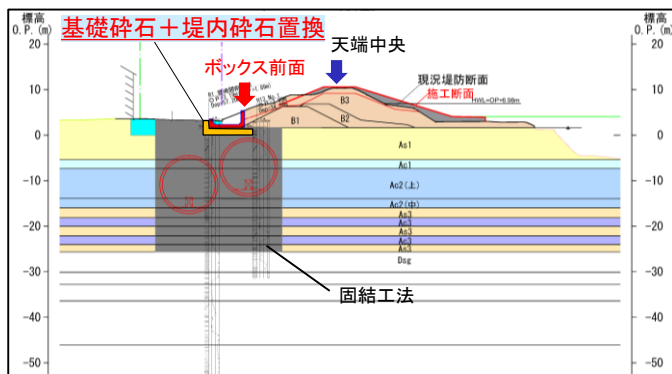 標高
O.P.(m)
標高
O.P.(m)
基礎砕石＋堤内砕石置換
天端中央
ボックス前面
現況堤防断面
施工断面
HWL=OP+6.98m
B3
B2
B1
As1
Ac1
Ac2(上)
Ac2(中)
As3
Ac3
As3
Ac3
As3
Dsg
固結工法
20
10
0
-10
-20
-30
-40
-50
20
10
0
-10
-20
-30
-40
-50